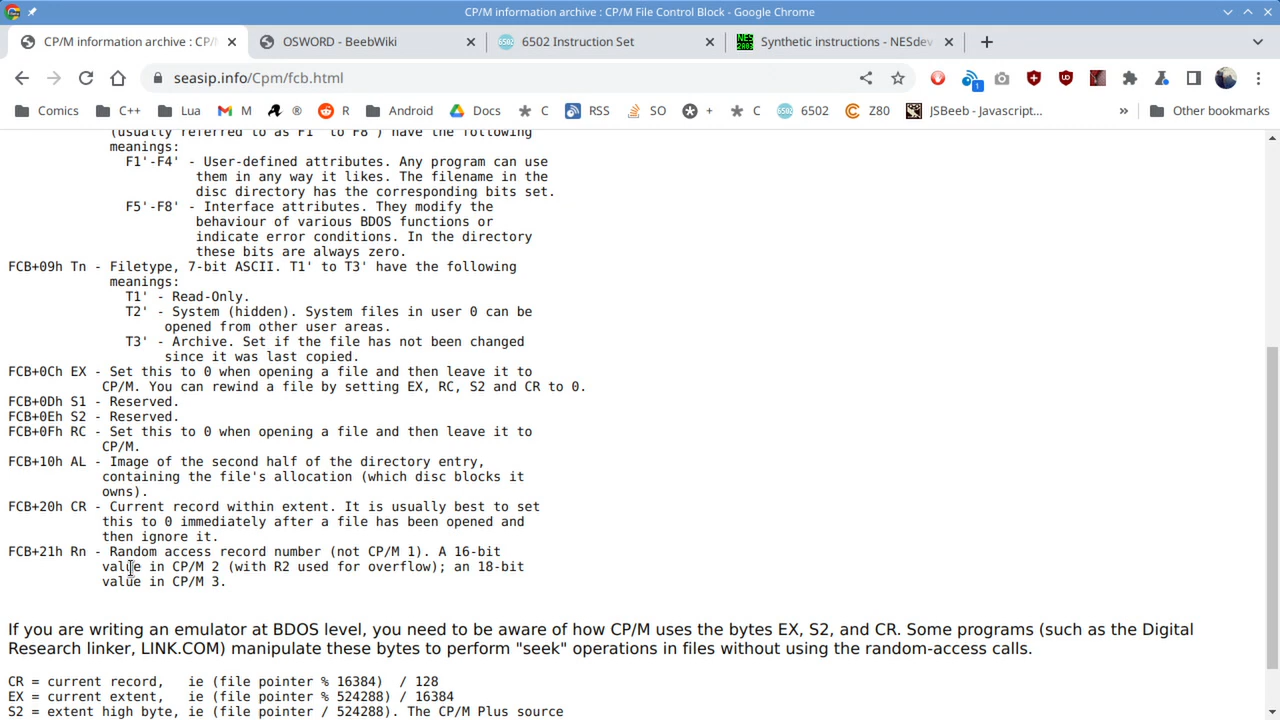 CP/M information archive : CP/M File Control Block - Google Chrome
CP/M information archive : CP/
OSWORD - BeebWiki
6502 Instruction Set
Synthetic instructions - NESdev
seasip.info/Cpm/fcb.html
1
Comics
C++
Lua
M
®
R
Android
Docs
C
RSS
SO
+
C
6502
Z80
JSBeeb - Javascript...
»
Other bookmarks
(usually referred to as F1' to F8') have the following
meanings:
F1'-F4' - User-defined attributes. Any program can use
them in any way it likes. The filename in the
disc directory has the corresponding bits set.
F5'-F8' - Interface attributes. They modify the
behaviour of various BDOS functions or
indicate error conditions. In the directory
these bits are always zero.
FCB+09h Tn - Filetype, 7-bit ASCII. T1' to T3' have the following
meanings:
T1' - Read-Only.
T2' - System (hidden). System files in user 0 can be
opened from other user areas.
T3' - Archive. Set if the file has not been changed
since it was last copied.
FCB+0Ch EX - Set this to 0 when opening a file and then leave it to
CP/M. You can rewind a file by setting EX, RC, S2 and CR to 0.
FCB+0Dh S1 - Reserved.
FCB+0Eh S2 - Reserved.
FCB+0Fh RC - Set this to 0 when opening a file and then leave it to
CP/M.
FCB+10h AL - Image of the second half of the directory entry,
containing the file's allocation (which disc blocks it
owns).
FCB+20h CR - Current record within extent. It is usually best to set
this to 0 immediately after a file has been opened and
then ignore it.
FCB+21h Rn - Random access record number (not CP/M 1). A 16-bit
value in CP/M 2 (with R2 used for overflow); an 18-bit
value in CP/M 3.
If you are writing an emulator at BDOS level, you need to be aware of how CP/M uses the bytes EX, S2, and CR. Some programs (such as the Digital
Research linker, LINK.COM) manipulate these bytes to perform "seek" operations in files without using the random-access calls.
CR = current record, ie (file pointer % 16384) / 128
EX = current extent, ie (file pointer % 524288) / 16384
S2 = extent high byte, ie (file pointer / 524288). The CP/M Plus source